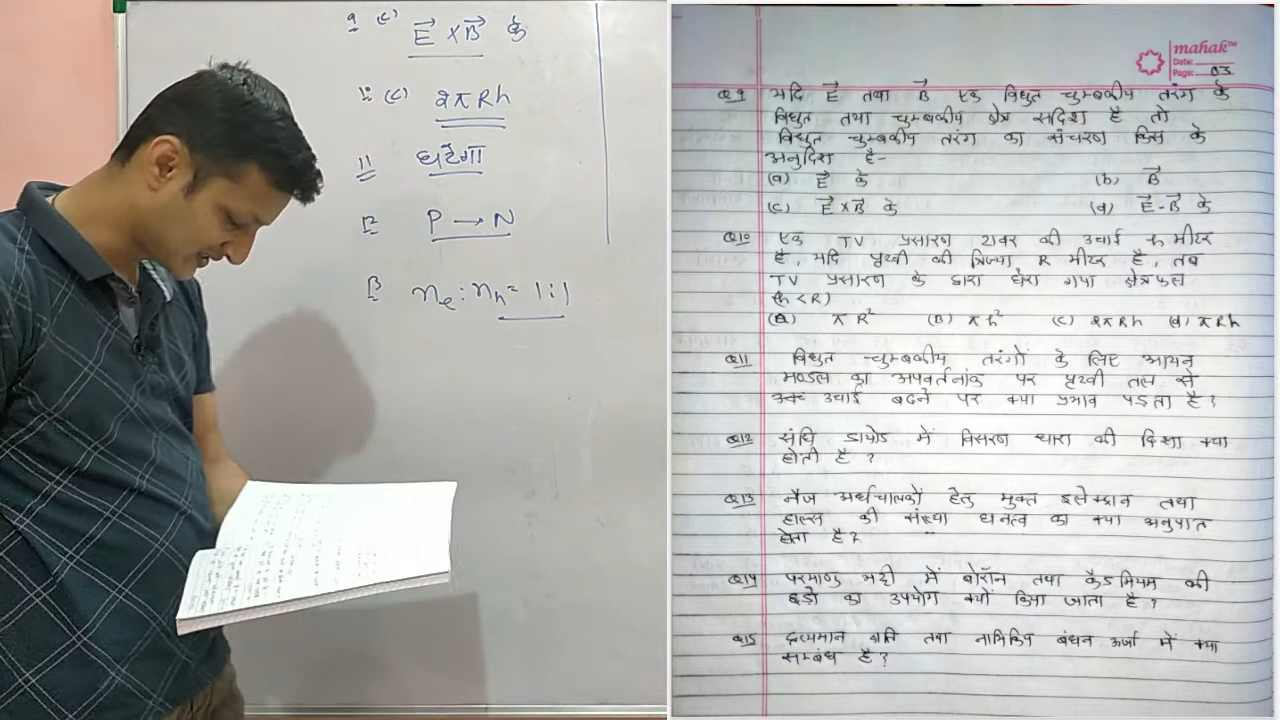 9 (c) E⃗ × B⃗ के
10 (c) 2πRh
11 घटेगा
12 P → N
13 ne : nh = 1:1
mahak™
Date:
Page: 03
Q9 यदि E⃗ तथा B⃗ एक विधुत चुम्बकीय तरंग के
विधुत तथा चुम्बकीय क्षेत्र सदिश है तो
विधुत चुम्बकीय तरंग का संचरण किस के
अनुदिश है-
(a) E⃗ के (b) B⃗
(c) E⃗ × B⃗ के (d) E⃗ - B⃗ के
Q10 एक TV प्रसारण टावर की उचाई h मीटर
है, यदि पृथ्वी की त्रिज्या R मीटर है, तब
TV प्रसारण के द्वारा घेरा गया क्षेत्रफल
(h < R)
(A) πR² (B) πh² (c) 2πRh (d) πRh
Q11 विधुत चुम्बकीय तरंगों के लिए आयन
मण्डल का अपवर्तनांक पर पृथ्वी तल से
उचाई बढने पर क्या प्रभाव पडता है?
Q12 संधि डायोड में विसरण धारा की दिशा क्या
होती है ?
Q13 नैज अर्धचालकों हेतु मुक्त इलेक्ट्रान तथा
हाल्स की संख्या घनत्व का क्या अनुपात
होता है?
Q14 परमाणु भट्टी में बोरॉन तथा कैडमियम की
छड़ो का उपयोग क्यों किया जाता है ?
Q15 द्रव्यमान क्षति तथा नाभिकिय बंधन ऊर्जा में क्या
सम्बंध है ?